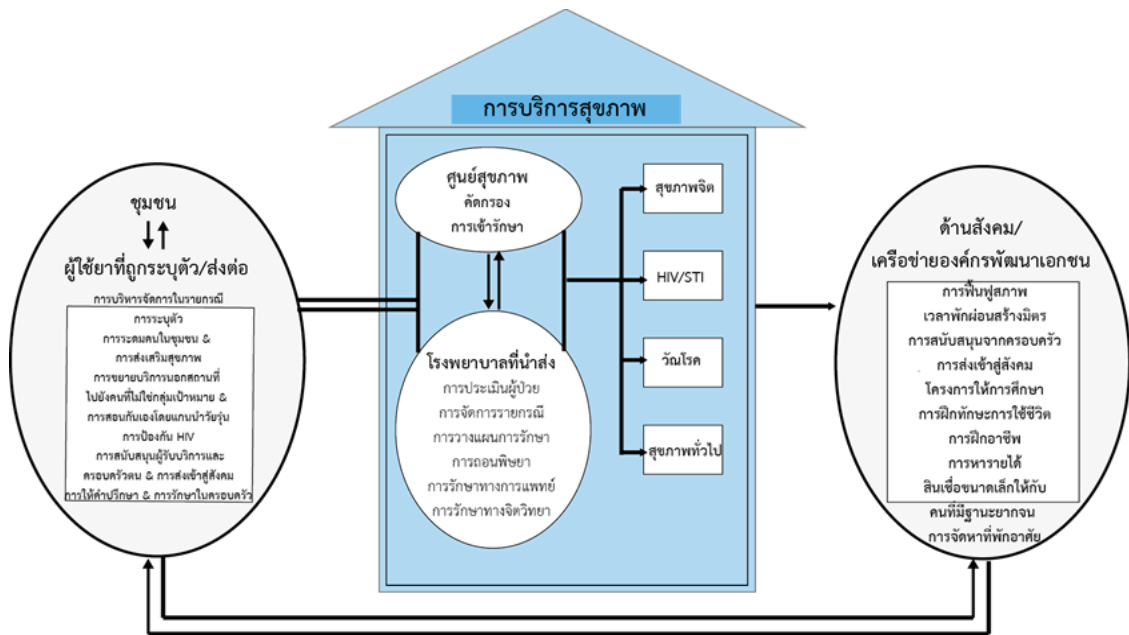 การบริการสุขภาพ
ชุมชน
ผู้ใช้ยาที่ถูกระบุตัว/ส่งต่อ
การบริหารจัดการในรายกรณี
การระบุตัว
การระดมคนในชุมชน &
การส่งเสริมสุขภาพ
การขยายบริการนอกสถานที่
ไปยังคนที่ไม่ใช่กลุ่มเป้าหมาย &
การสอนกันเองโดยแกนนำวัยรุ่น
การป้องกัน HIV
การสนับสนุนผู้รับบริการและ
ครอบครัวตน & การส่งเข้าสู่สังคม
การให้คำปรึกษา & การรักษาในครอบครัว
ศูนย์สุขภาพ
คัดกรอง
การเข้ารักษา
โรงพยาบาลที่นำส่ง
การประเมินผู้ป่วย
การจัดการรายกรณี
การวางแผนการรักษา
การถอนพิษยา
การรักษาทางการแพทย์
การรักษาทางจิตวิทยา
สุขภาพจิต
HIV/STI
วัณโรค
สุขภาพทั่วไป
ด้านสังคม/
เครือข่ายองค์กรพัฒนาเอกชน
การฟื้นฟูสภาพ
เวลาพักผ่อนสร้างมิตร
การสนับสนุนจากครอบครัว
การส่งเข้าสู่สังคม
โครงการให้การศึกษา
การฝึกทักษะการใช้ชีวิต
การฝึกอาชีพ
การหารายได้
สินเชื่อขนาดเล็กให้กับ
คนที่มีฐานะยากจน
การจัดหาที่พักอาศัย